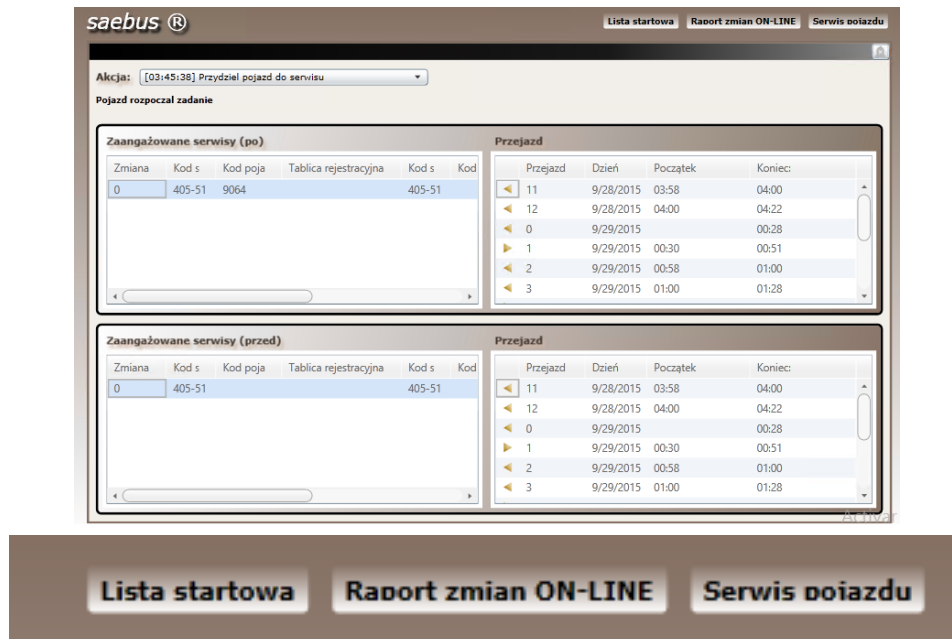 saebus ®
Lista startowa Raport zmian ON-LINE Serwis pojazdu
Akcja: [03:45:38] Przydziel pojazd do serwisu
Pojazd rozpoczal zadanie
Zaangażowane serwisy (po) Przejazd
Zmiana Kod s Kod poja Tablica rejestracyjna Kod s Kod Przejazd Dzień Początek Koniec:
0 405-51 9064 405-51 11 9/28/2015 03:58 04:00
12 9/28/2015 04:00 04:22
0 9/29/2015 00:28
1 9/29/2015 00:30 00:51
2 9/29/2015 00:58 01:00
3 9/29/2015 01:00 01:28
Zaangażowane serwisy (przed) Przejazd
Zmiana Kod s Kod poja Tablica rejestracyjna Kod s Kod Przejazd Dzień Początek Koniec:
0 405-51 405-51 11 9/28/2015 03:58 04:00
12 9/28/2015 04:00 04:22
0 9/29/2015 00:28
1 9/29/2015 00:30 00:51
2 9/29/2015 00:58 01:00
3 9/29/2015 01:00 01:28
Activar
Lista startowa Raport zmian ON-LINE Serwis pojazdu